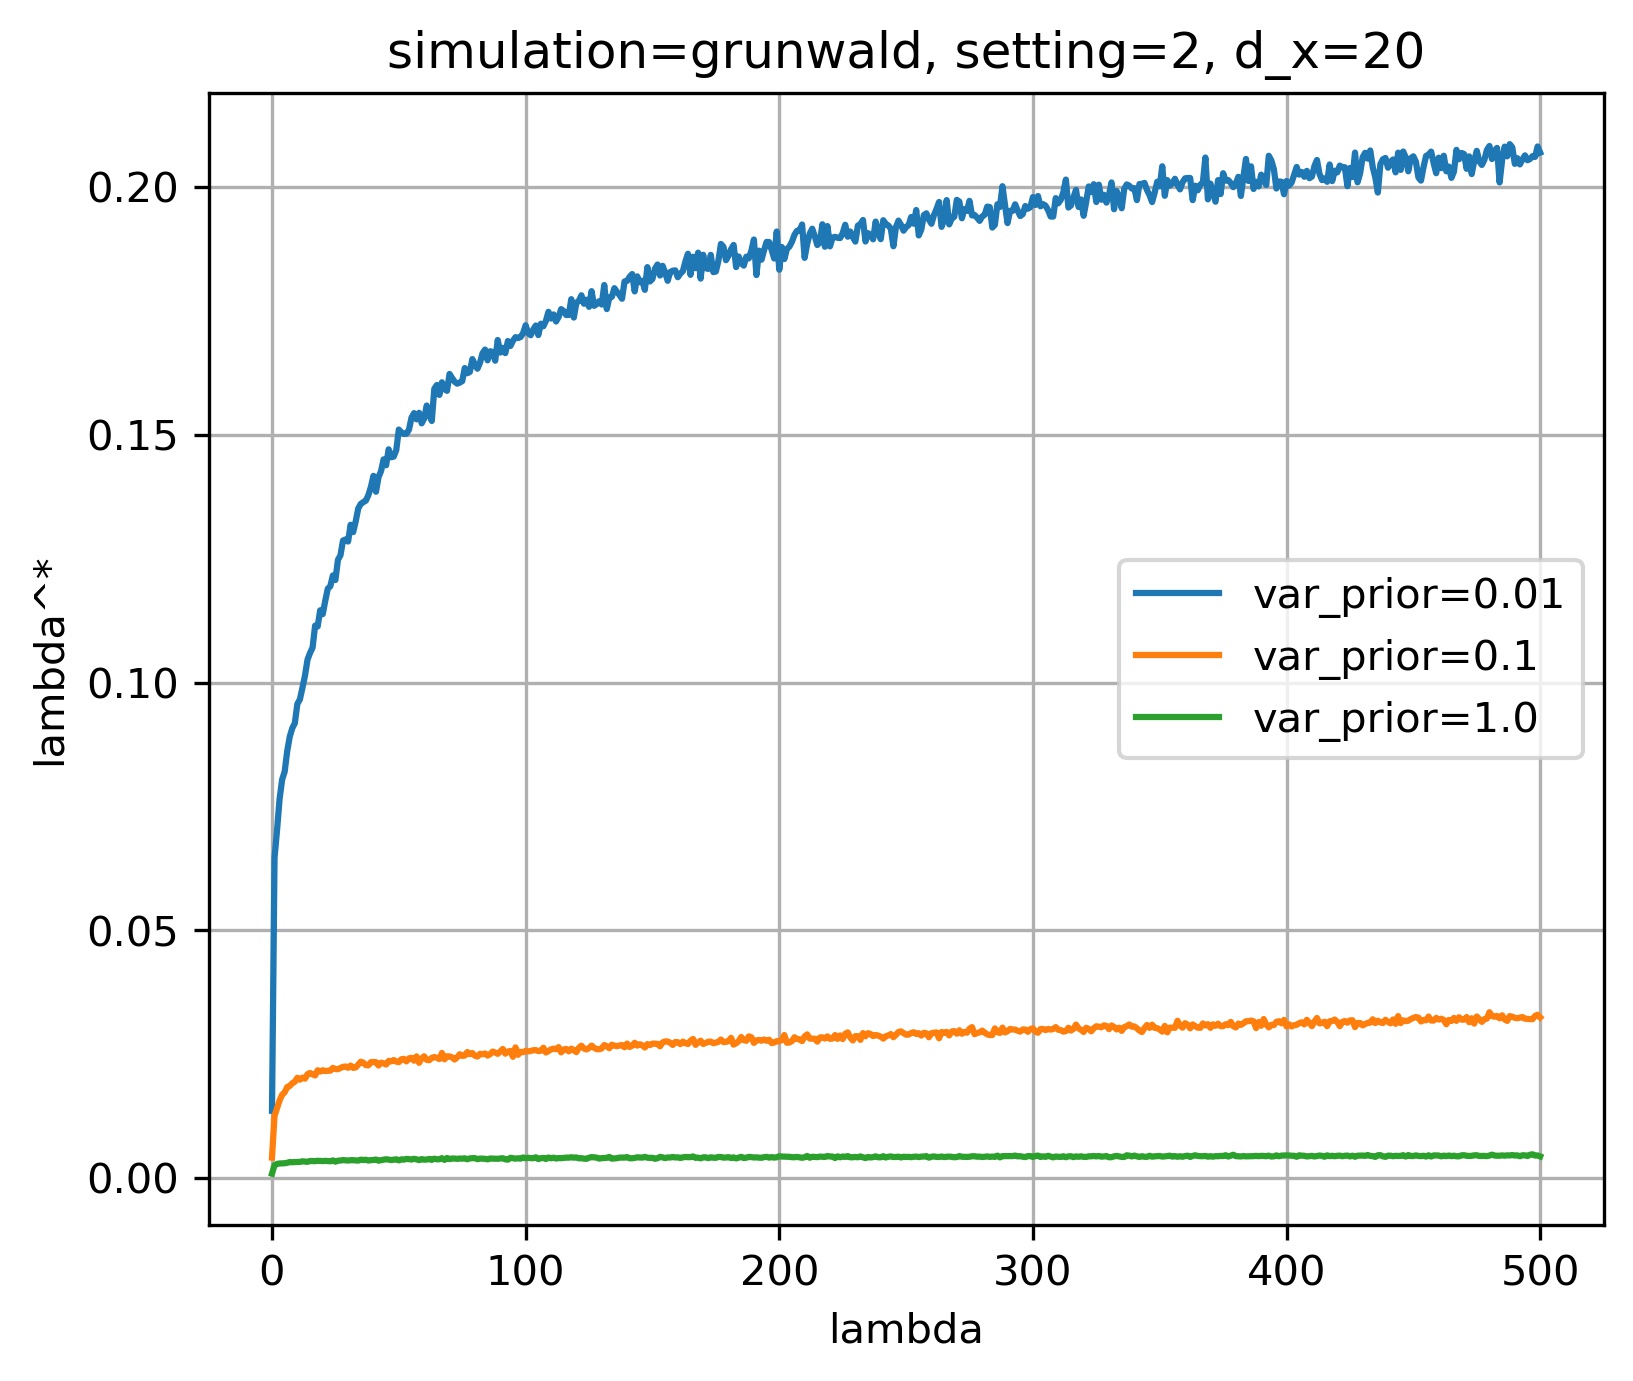 simulation=grunwald, setting=2, d_x=20
lambda^*
0.20
0.15
0.10
0.05
0.00
var_prior=0.01
var_prior=0.1
var_prior=1.0
0 100 200 300 400 500
lambda